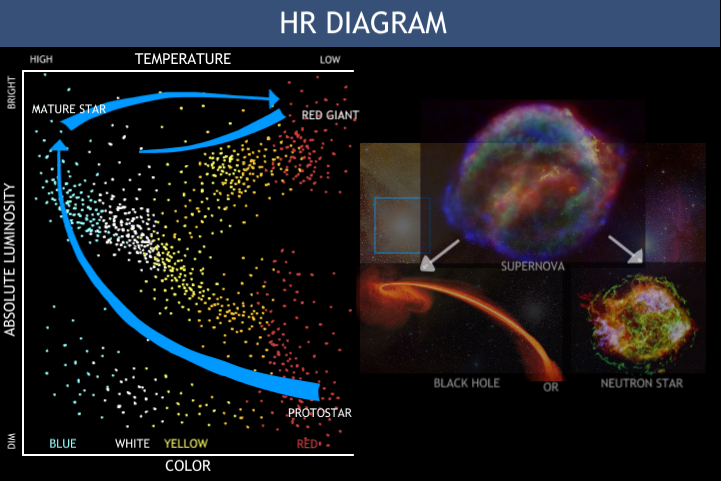 HR DIAGRAM
HIGH
TEMPERATURE
LOW
BRIGHT
MATURE STAR
RED GIANT
ABSOLUTE LUMINOSITY
SUPERNOVA
BLACK HOLE
OR
NEUTRON STAR
PROTOSTAR
DIM
BLUE
WHITE
YELLOW
RED
COLOR